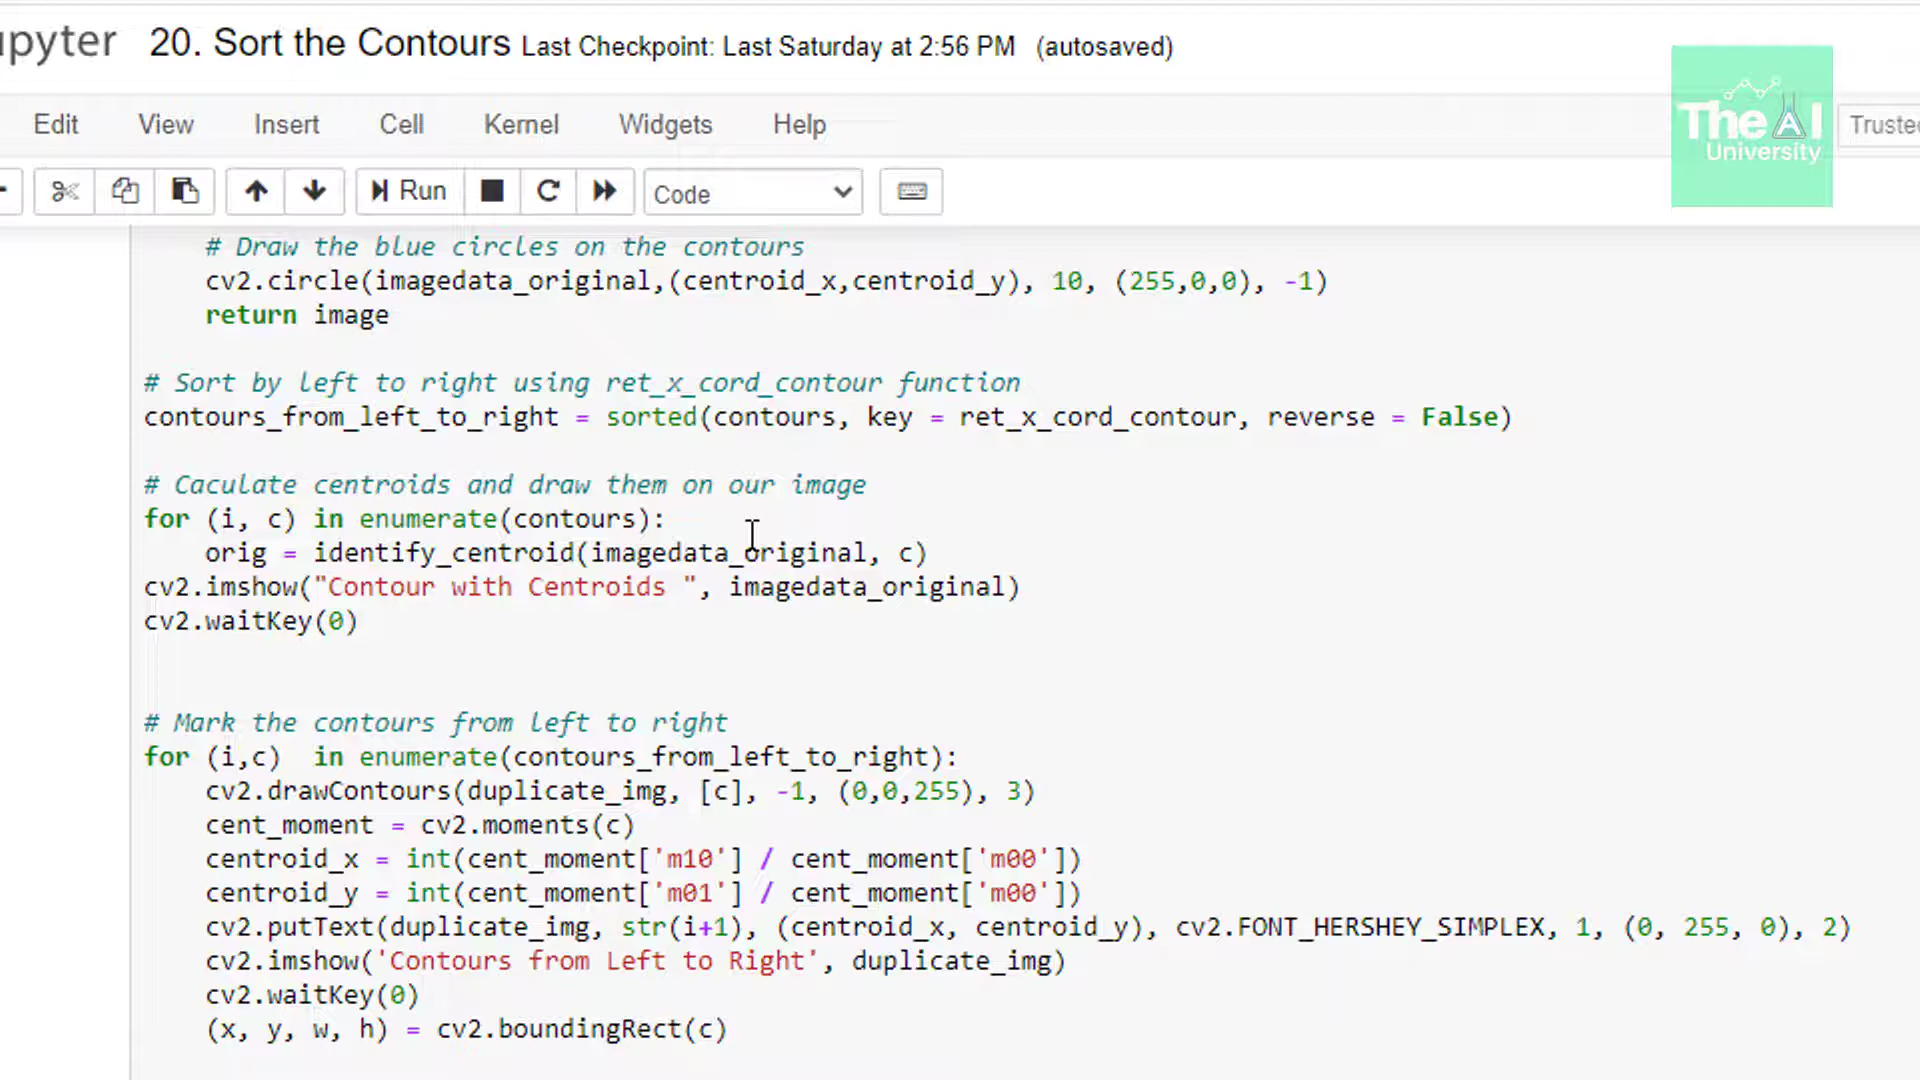 upyter 20. Sort the Contours Last Checkpoint: Last Saturday at 2:56 PM (autosaved)
The AI
University
Edit View Insert Cell Kernel Widgets Help
Run Code
# Draw the blue circles on the contours
cv2.circle(imagedata_original,(centroid_x,centroid_y), 10, (255,0,0), -1)
return image
# Sort by left to right using ret_x_cord_contour function
contours_from_left_to_right = sorted(contours, key = ret_x_cord_contour, reverse = False)
# Caculate centroids and draw them on our image
for (i, c) in enumerate(contours):
orig = identify_centroid(imagedata_original, c)
cv2.imshow("Contour with Centroids ", imagedata_original)
cv2.waitKey(0)
# Mark the contours from left to right
for (i,c)  in enumerate(contours_from_left_to_right):
cv2.drawContours(duplicate_img, [c], -1, (0,0,255), 3)
cent_moment = cv2.moments(c)
centroid_x = int(cent_moment['m10'] / cent_moment['m00'])
centroid_y = int(cent_moment['m01'] / cent_moment['m00'])
cv2.putText(duplicate_img, str(i+1), (centroid_x, centroid_y), cv2.FONT_HERSHEY_SIMPLEX, 1, (0, 255, 0), 2)
cv2.imshow('Contours from Left to Right', duplicate_img)
cv2.waitKey(0)
(x, y, w, h) = cv2.boundingRect(c)